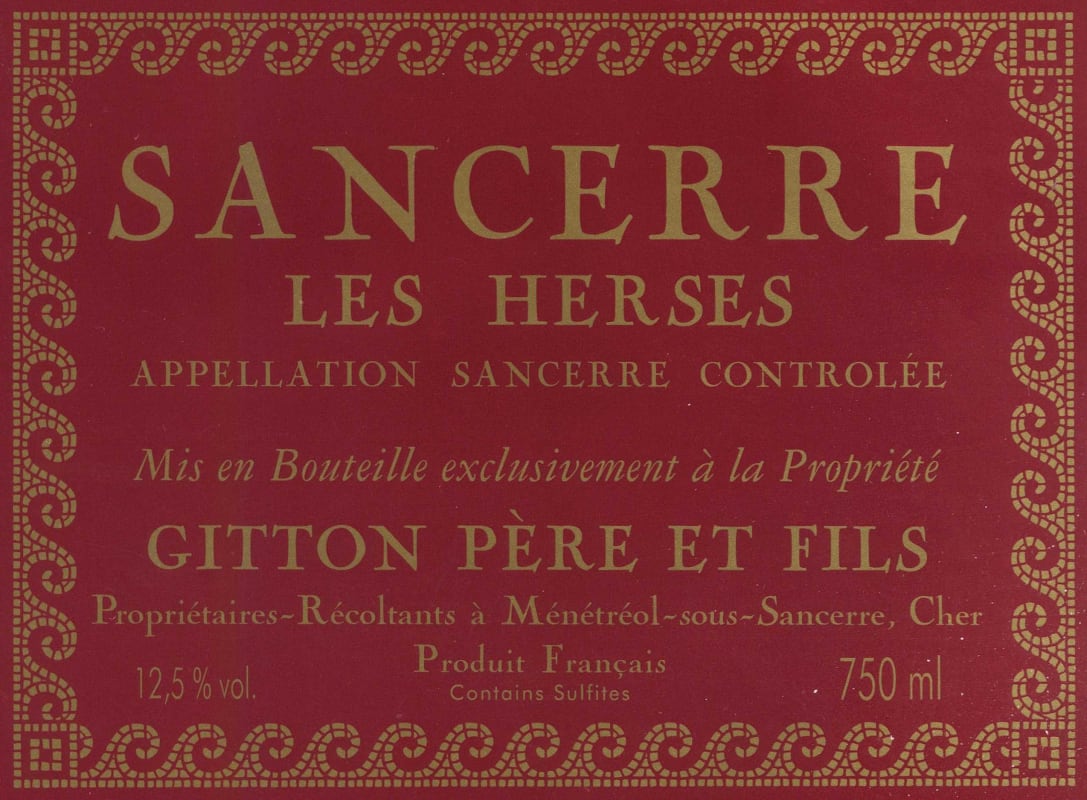 SANCERRE
LES HERSES
APPELLATION SANCERRE CONTROLÉE
Mis en Bouteille exclusivement à la Propriété
GITTON PÈRE ET FILS
Propriétaires-Récoltants à Ménétréol-sous-Sancerre, Cher
Produit Français
12,5 % vol.
Contains Sulfites
750 ml